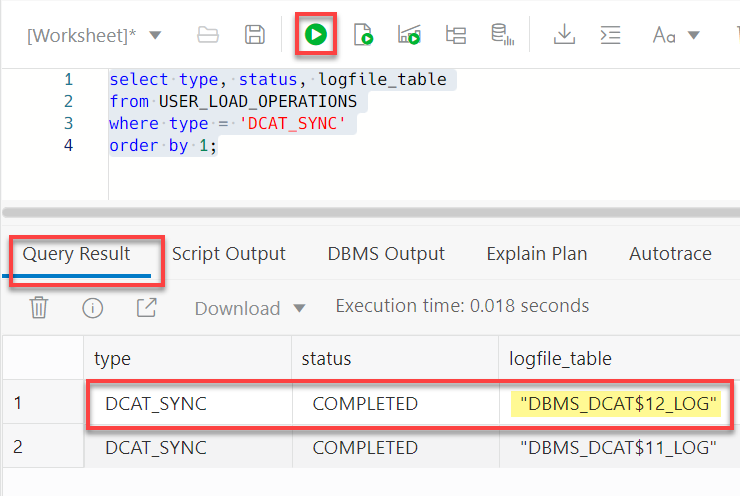 [Worksheet]*
Aa
1 select type, status, logfile_table
2 from USER_LOAD_OPERATIONS
3 where type = 'DCAT_SYNC'
4 order by 1;
Query Result Script Output DBMS Output Explain Plan Autotrace
Download Execution time: 0.018 seconds
type status logfile_table
1 DCAT_SYNC COMPLETED "DBMS_DCAT$12_LOG"
2 DCAT_SYNC COMPLETED "DBMS_DCAT$11_LOG"